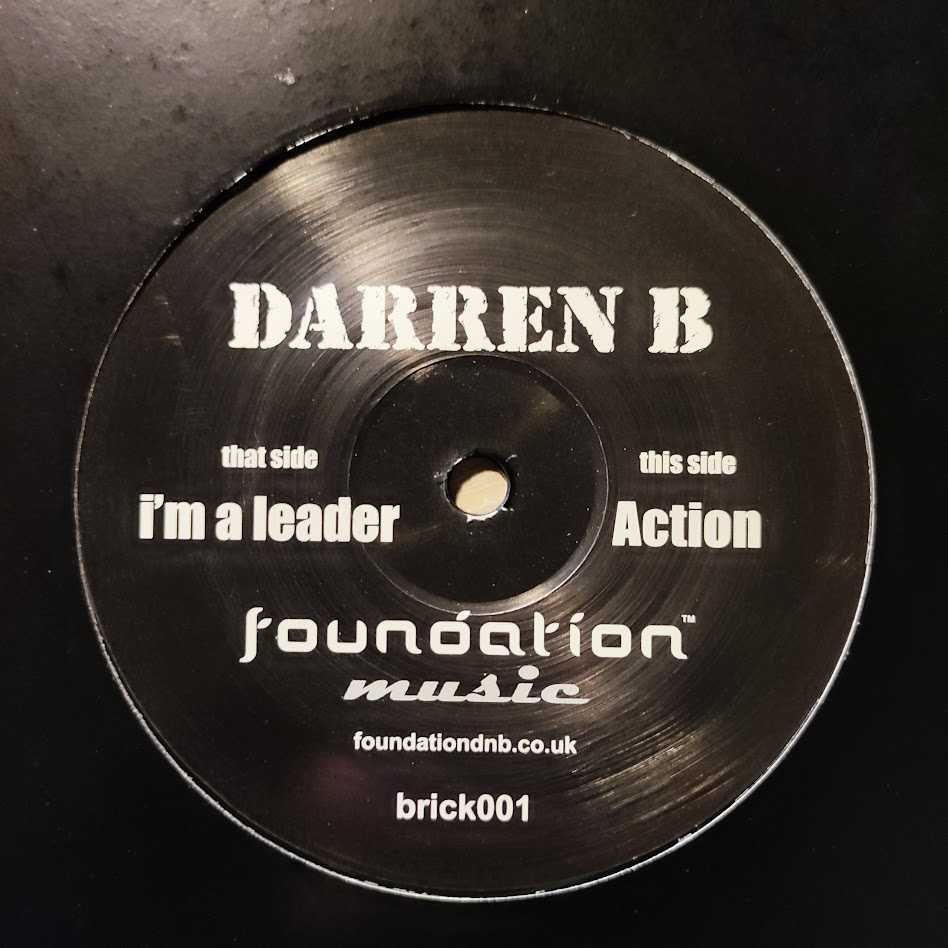 DARREN B
that side
i'm a leader
this side
Action
foundation™
music
foundationdnb.co.uk
brick001